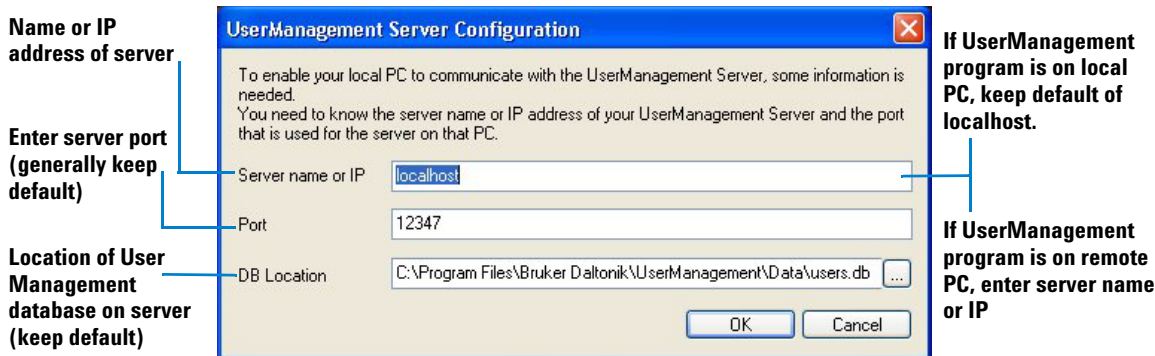 Name or IP
address of server
Enter server port
(generally keep
default)
Location of User
Management
database on server
(keep default)
UserManagement Server Configuration
To enable your local PC to communicate with the UserManagement Server, some information is
needed.
You need to know the server name or IP address of your UserManagement Server and the port
that is used for the server on that PC.
Server name or IP
localhost
Port
12347
DB Location
C:\Program Files\Bruker Daltonik\UserManagement\Data\users.db
...
OK
Cancel
If UserManagement
program is on local
PC, keep default of
localhost.
If UserManagement
program is on remote
PC, enter server name
or IP